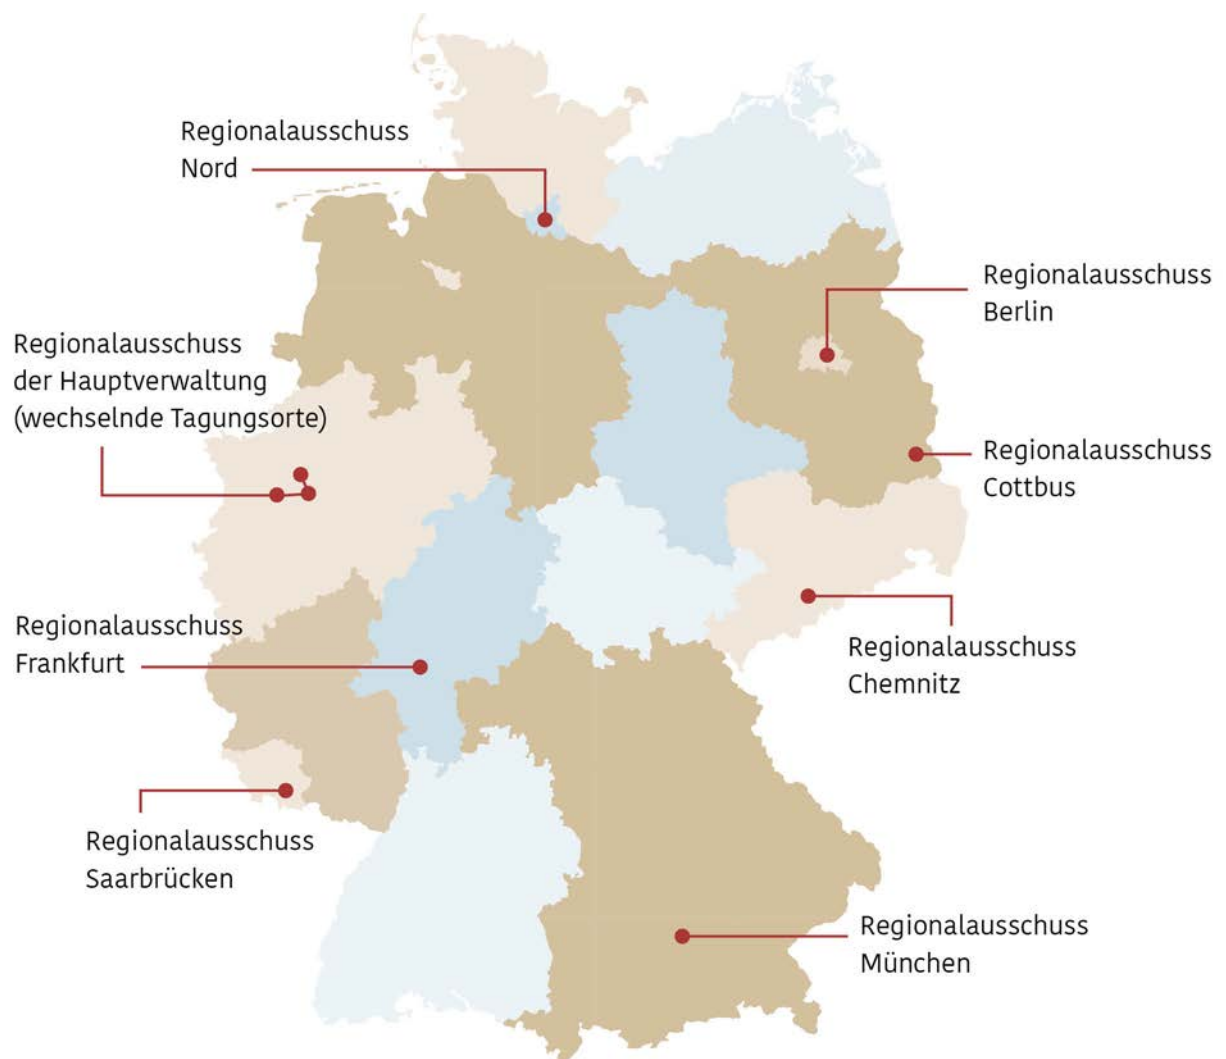 Regionalausschuss
Nord
Regionalausschuss
Berlin
Regionalausschuss
der Hauptverwaltung
(wechselnde Tagungsorte)
Regionalausschuss
Cottbus
Regionalausschuss
Frankfurt
Regionalausschuss
Chemnitz
Regionalausschuss
Saarbrücken
Regionalausschuss
München